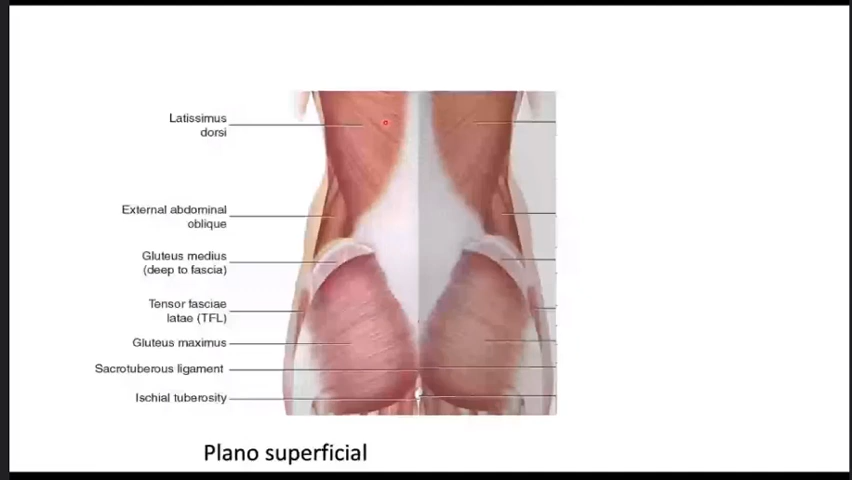 Latissimus
dorsi
External abdominal
oblique
Gluteus medius
(deep to fascia)
Tensor fasciae
latae (TFL)
Gluteus maximus
Sacrotuberous ligament
Ischial tuberosity
Plano superficial